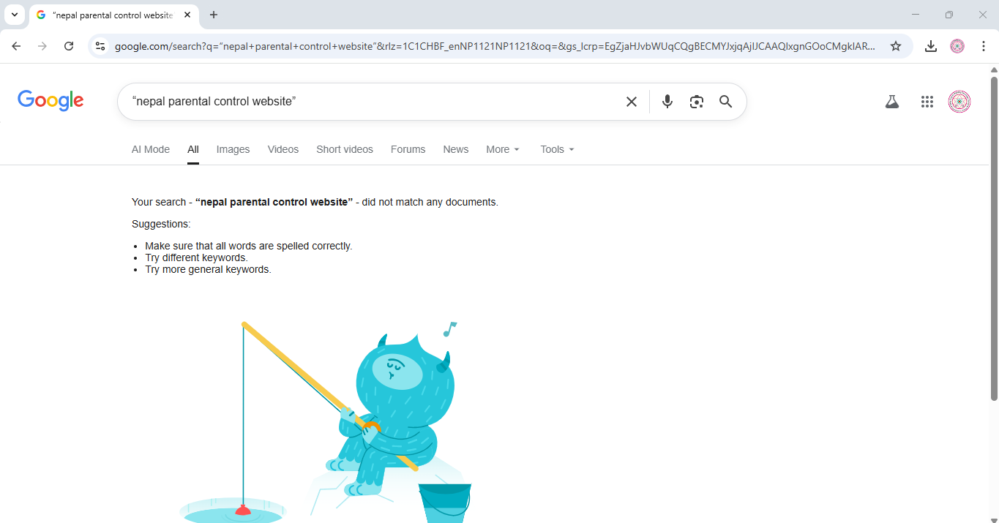 “nepal parental control website
google.com/search?q=“nepal+parental+control+website”&rlz=1C1CHBF_enNP1121NP1121&oq=&gs_lcrp=EgZjaHJvbWUqCQgBECMYJxjqAjIJCAAQIxgnGOoCMgkIAR...
Google
“nepal parental control website”
AI Mode All Images Videos Short videos Forums News More Tools
Your search - “nepal parental control website” - did not match any documents.
Suggestions:
• Make sure that all words are spelled correctly.
• Try different keywords.
• Try more general keywords.